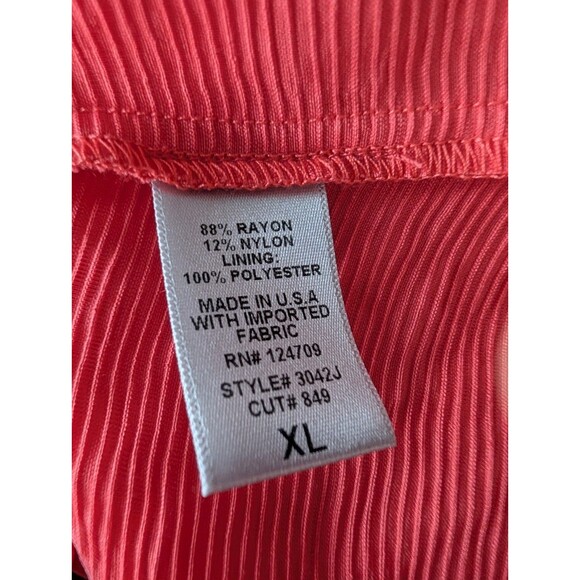 88% RAYON
12% NYLON
LINING:
100% POLYESTER
MADE IN U.S.A
WITH IMPORTED
FABRIC
RN# 124709
STYLE# 3042J
CUT# 849
XL